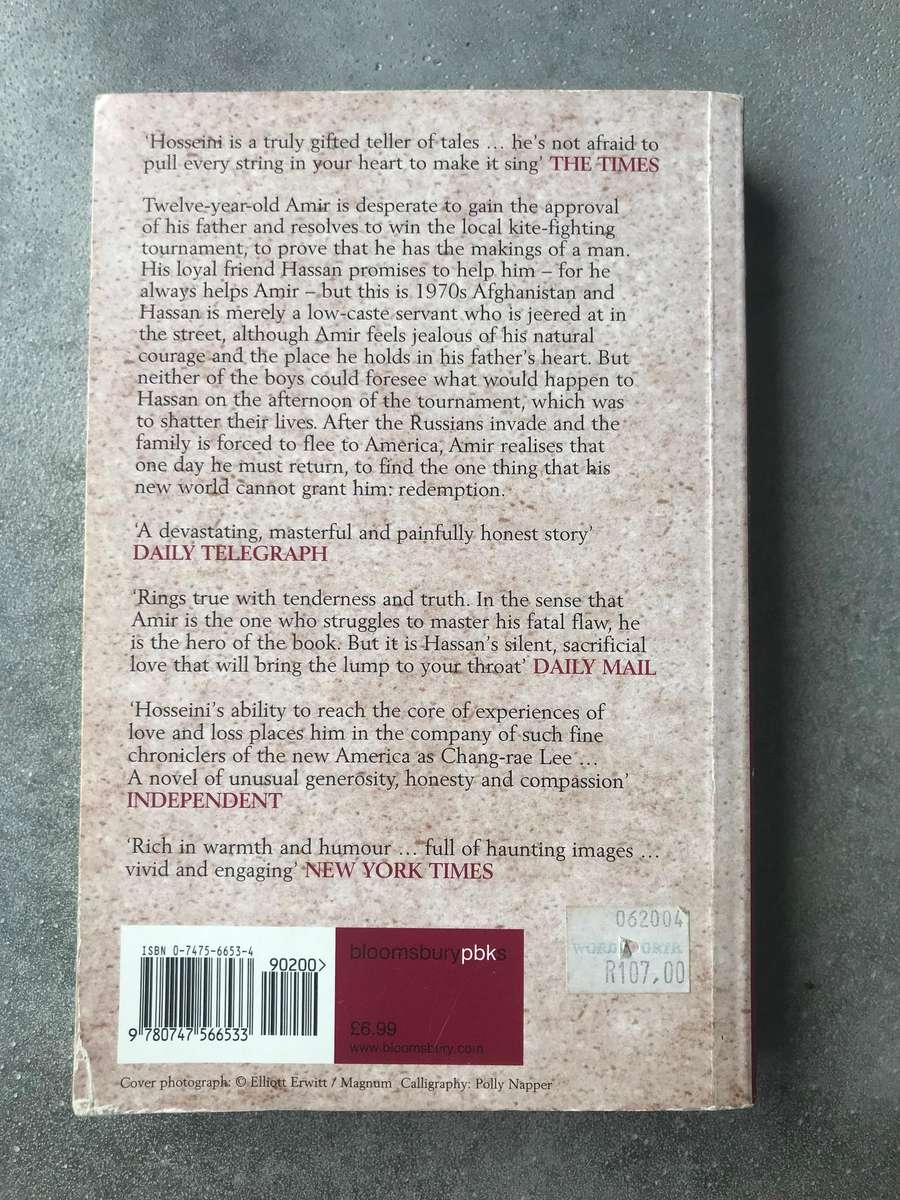 ‘Hosseini is a truly gifted teller of tales … he’s not afraid to
pull every string in your heart to make it sing’ THE TIMES
Twelve-year-old Amir is desperate to gain the approval
of his father and resolves to win the local kite-fighting
tournament, to prove that he has the makings of a man.
His loyal friend Hassan promises to help him – for he
always helps Amir – but this is 1970s Afghanistan and
Hassan is merely a low-caste servant who is jeered at in
the street, although Amir feels jealous of his natural
courage and the place he holds in his father’s heart. But
neither of the boys could foresee what would happen to
Hassan on the afternoon of the tournament, which was
to shatter their lives. After the Russians invade and the
family is forced to flee to America, Amir realises that
one day he must return, to find the one thing that his
new world cannot grant him: redemption.
‘A devastating, masterful and painfully honest story’
DAILY TELEGRAPH
‘Rings true with tenderness and truth. In the sense that
Amir is the one who struggles to master his fatal flaw, he
is the hero of the book. But it is Hassan’s silent, sacrificial
love that will bring the lump to your throat’ DAILY MAIL
‘Hosseini’s ability to reach the core of experiences of
love and loss places him in the company of such fine
chroniclers of the new America as Chang-rae Lee …
A novel of unusual generosity, honesty and compassion’
INDEPENDENT
‘Rich in warmth and humour … full of haunting images …
vivid and engaging’ NEW YORK TIMES
ISBN 0-7475-6653-4
90200>
9 780747 566533
bloomsburypbks
£6.99
www.bloomsbury.com
062004
R107,00
Cover photograph: © Elliott Erwitt / Magnum Calligraphy: Polly Napper